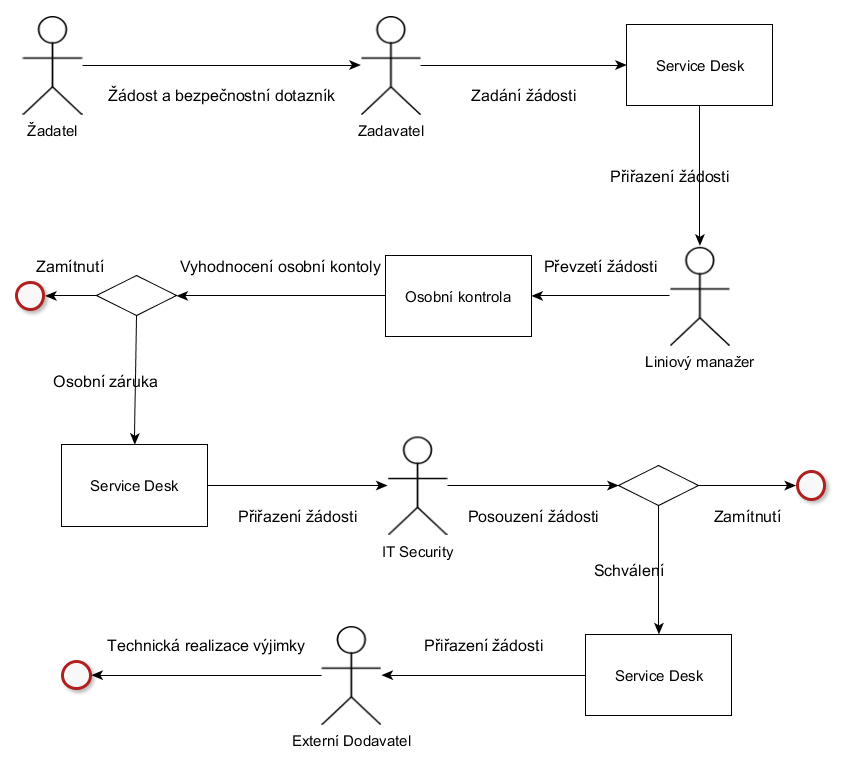 Žádost a bezpečnostní dotazník
Zadání žádosti
Service Desk
Žadatel
Zadavatel
Přiřazení žádosti
Zamítnutí
Vyhodnocení osobní kontoly
Převzetí žádosti
Osobní kontrola
Liniový manažer
Osobní záruka
Service Desk
Přiřazení žádosti
IT Security
Posouzení žádosti
Zamítnutí
Schválení
Technická realizace výjimky
Přiřazení žádosti
Service Desk
Externí Dodavatel